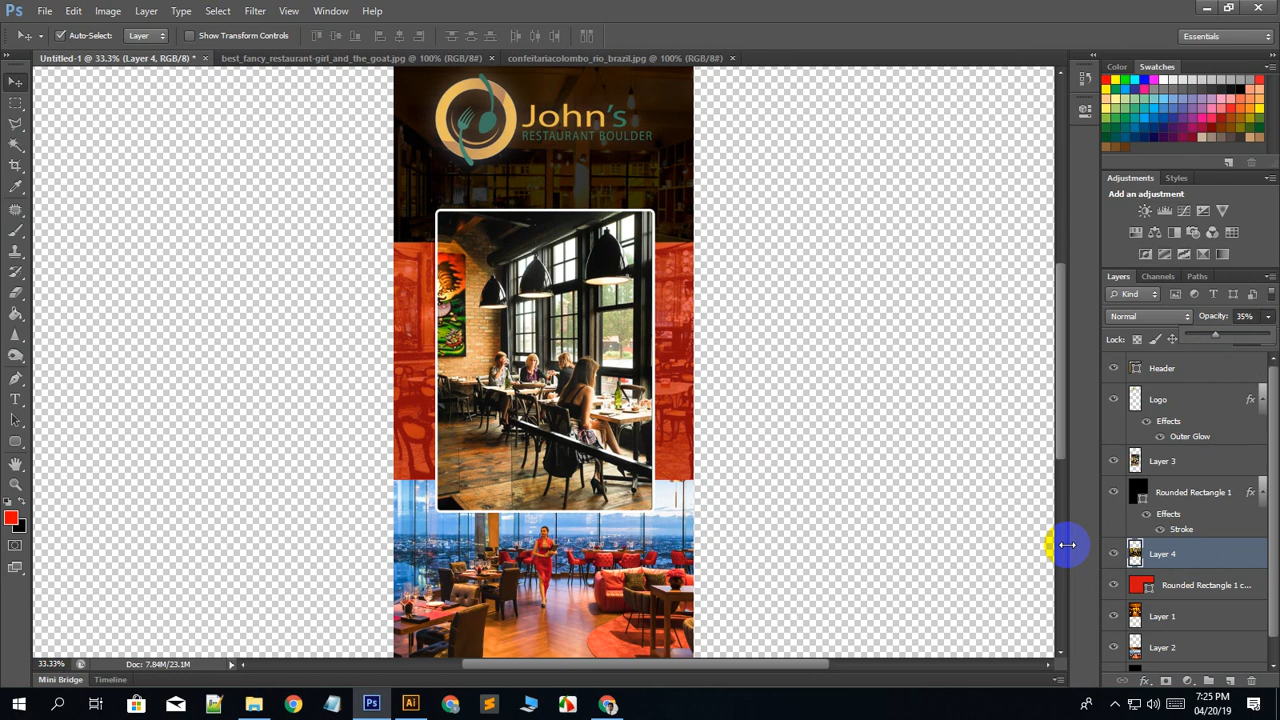 Ps File Edit Image Layer Type Select Filter View Window Help
Auto-Select: Layer Show Transform Controls Essentials
Untitled-1 @ 33.3% (Layer 4, RGB/8) * × best_fancy_restaurant-girl_and_the_goat.jpg @ 100% (RGB/8#) × confeitariacolombo_rio_brazil.jpg @ 100% (RGB/8#) ×
Color Swatches
John's
RESTAURANT BOULDER
Adjustments Styles
Add an adjustment
Layers Channels Paths
Kind
Normal Opacity: 35%
Lock:
Header
Logo fx
Effects
Outer Glow
Layer 3
Rounded Rectangle 1 fx
Effects
Stroke
Layer 4
Rounded Rectangle 1 c...
Layer 1
Layer 2
33.33% Doc: 7.84M/23.1M
Mini Bridge Timeline
Ps Ai
7:25 PM
04/20/19